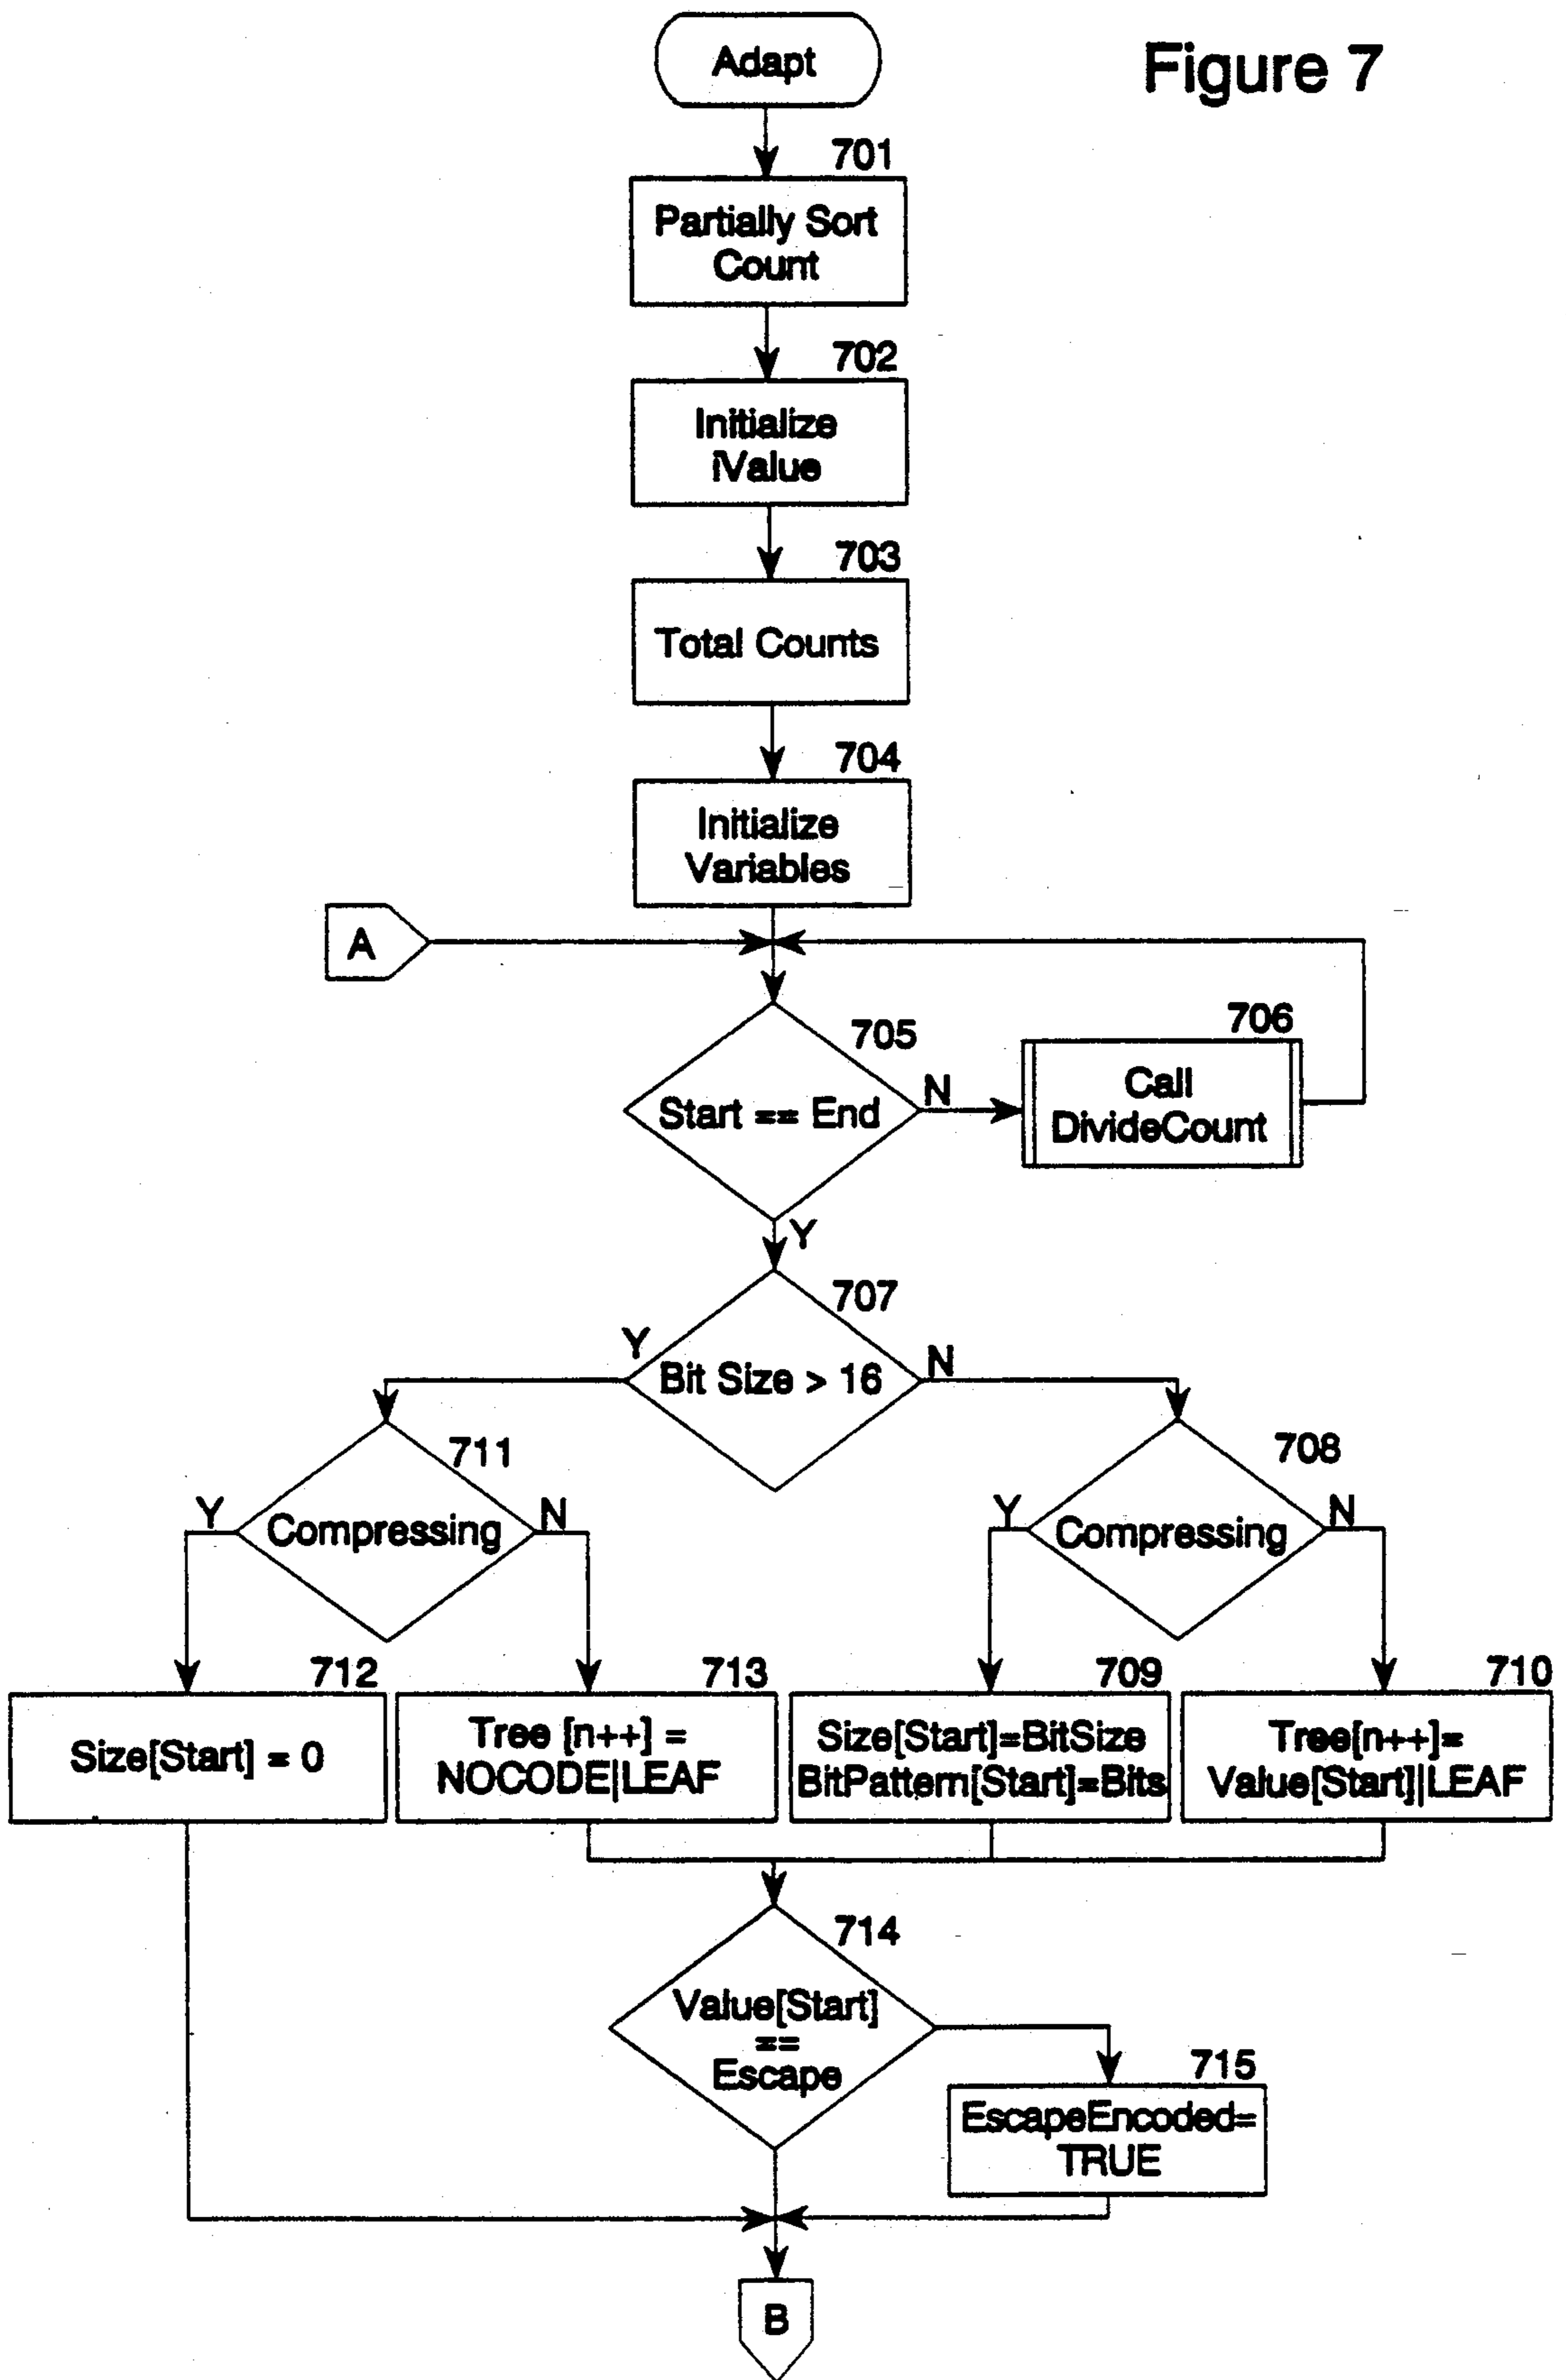 Figure 7
Adapt
701
Partially Sort
Count
702
Initialize
iValue
703
Total Counts
704
Initialize
Variables
A
705
Start == End
N
706
Call
DivideCount
Y
707
Bit Size > 16
Y
N
711
Compressing
Y
N
708
Compressing
Y
N
712
Size[Start] = 0
713
Tree [n++] =
NOCODE|LEAF
709
Size[Start]=BitSize
BitPattern[Start]=Bits
710
Tree[n++]=
Value[Start]|LEAF
714
Value[Start]
==
Escape
715
EscapeEncoded=
TRUE
B